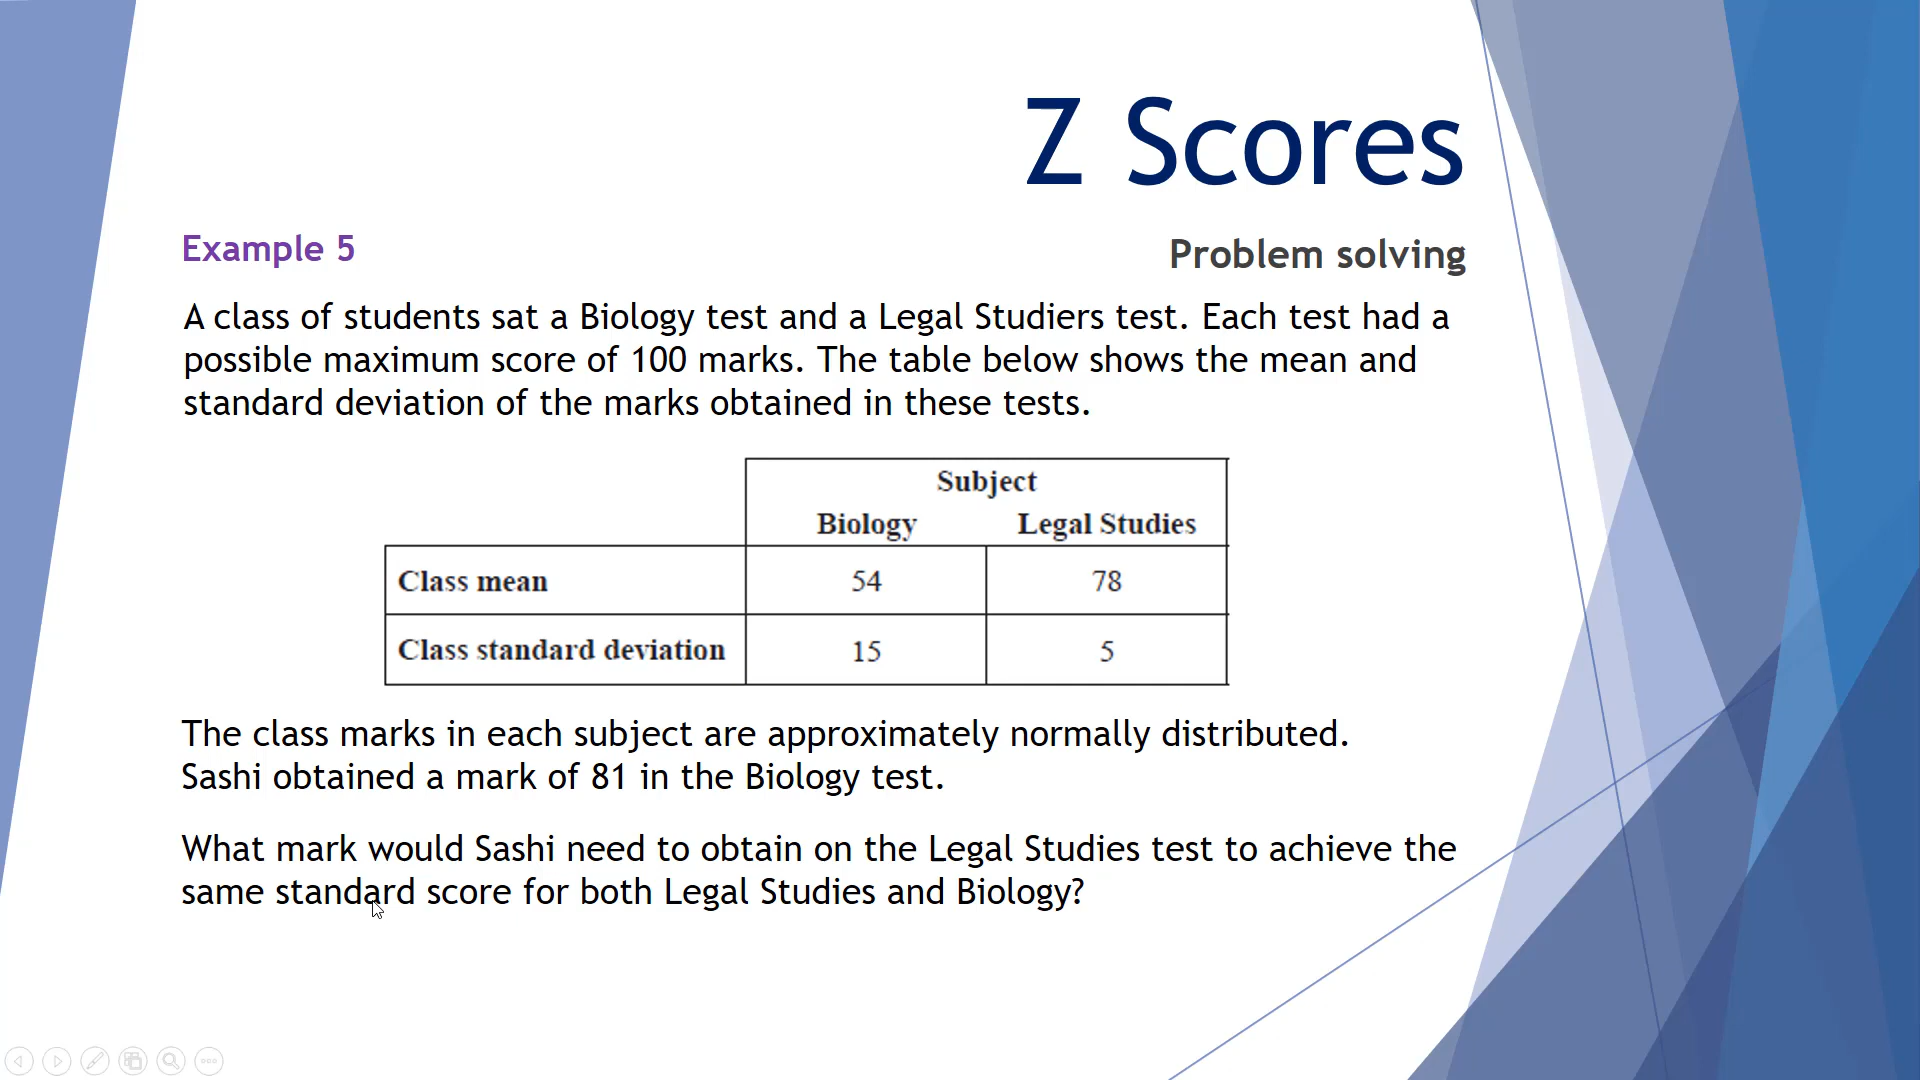 Z Scores
Example 5
Problem solving
A class of students sat a Biology test and a Legal Studiers test. Each test had a
possible maximum score of 100 marks. The table below shows the mean and
standard deviation of the marks obtained in these tests.
Subject
Biology Legal Studies
Class mean 54 78
Class standard deviation 15 5
The class marks in each subject are approximately normally distributed.
Sashi obtained a mark of 81 in the Biology test.
What mark would Sashi need to obtain on the Legal Studies test to achieve the
same standard score for both Legal Studies and Biology?